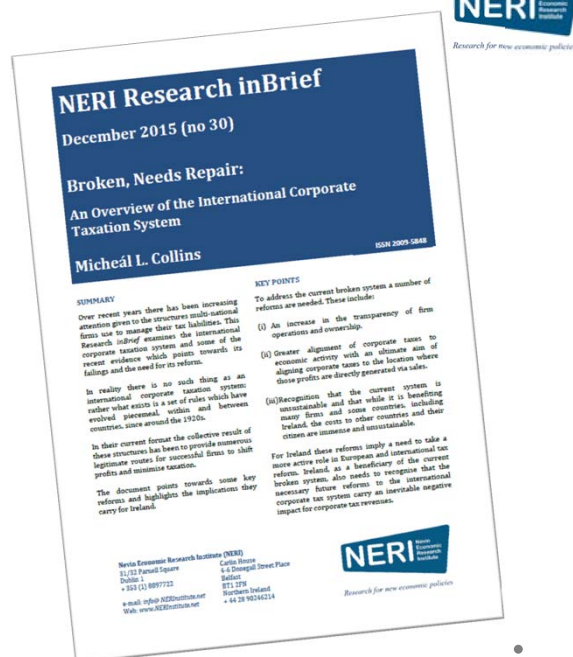 NERI
Economic
Research
Institute
Research for new economic policie
NERI Research inBrief
December 2015 (no 30)
Broken, Needs Repair:
An Overview of the International Corporate
Taxation System
Micheál L. Collins
ISSN 2009-5848
SUMMARY
Over recent years there has been increasing
attention given to the structures multi-national
firms use to manage their tax liabilities. This
Research inBrief examines the international
corporate taxation system and some of the
recent evidence which points towards its
failings and the need for its reform.
In reality there is no such thing as an
international corporate taxation system;
rather what exists is a set of rules which have
evolved piecemeal, within and between
countries, since around the 1920s.
In their current format the collective result of
these structures has been to provide numerous
legitimate routes for successful firms to shift
profits and minimise taxation.
The document points towards some key
reforms and highlights the implications they
carry for Ireland.
KEY POINTS
To address the current broken system a number of
reforms are needed. These include:
(i) An increase in the transparency of firm
operations and ownership.
(ii) Greater alignment of corporate taxes to
economic activity with an ultimate aim of
aligning corporate taxes to the location where
those profits are directly generated via sales.
(iii)Recognition that the current system is
unsustainable and that while it is benefiting
many firms and some countries, including
Ireland, the costs to other countries and their
citizen are immense and unsustainable.
For Ireland these reforms imply a need to take a
more active role in European and international tax
reform. Ireland, as a beneficiary of the current
broken system, also needs to recognise that the
necessary future reforms to the international
corporate tax system carry an inevitable negative
impact for corporate tax revenues.
Nevin Economic Research Institute (NERI)
31/32 Parnell Square
Dublin 1
+ 353 (1) 8897722
e-mail: info@NERInstitute.net
Web: www.NERInstitute.net
Carlin House
4-6 Donegall Street Place
Belfast
BT1 2FN
Northern Ireland
+ 44 28 90246214
NERI
Nevin
Economic
Research
Institute
Research for new economic policies